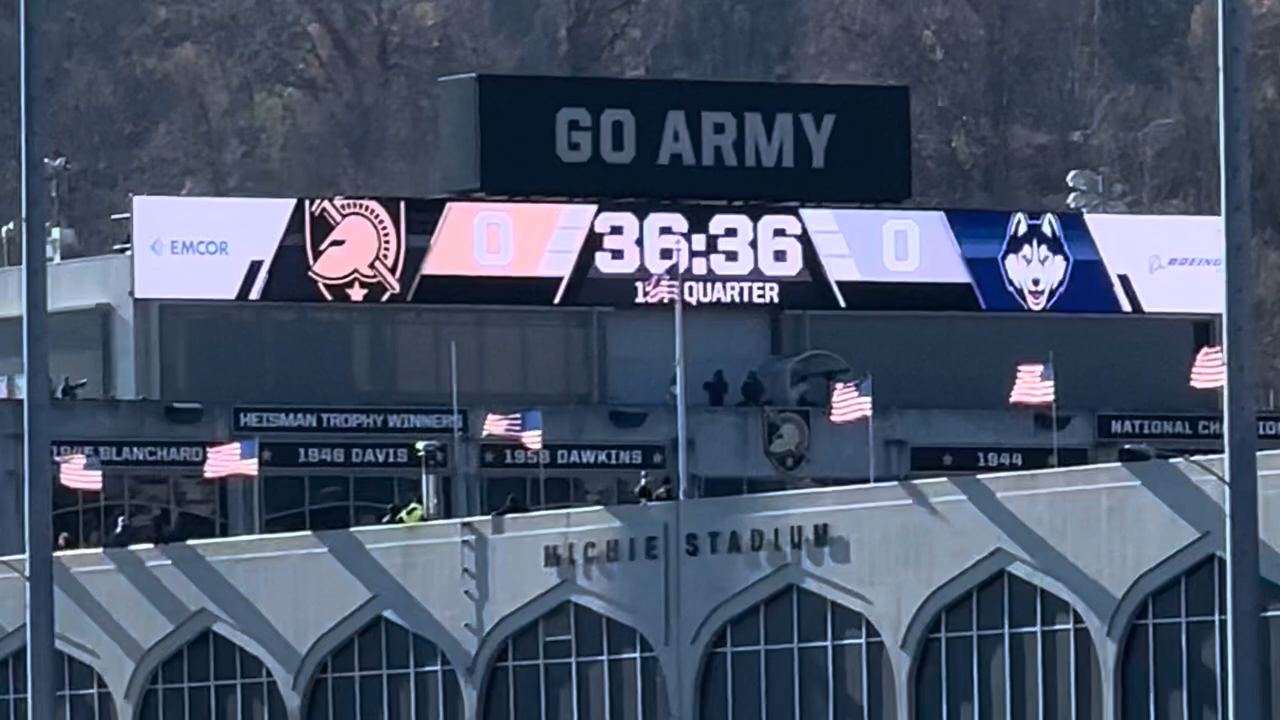 GO ARMY
EMCOR
0
36:36
0
BOEING
QUARTER
HEISMAN TROPHY WINNERS
NATIONAL
BLANCHARD
1946 DAVIS
1958 DAWKINS
1944
MICHIE STADIUM